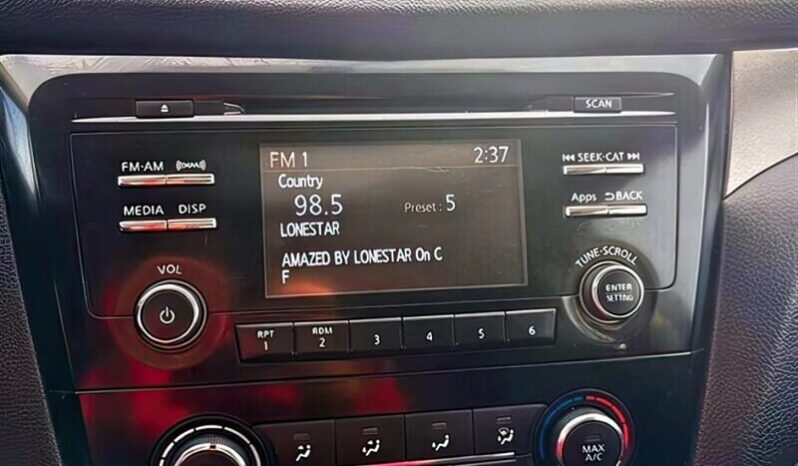 SCAN
FM-AM ((XM))
FM 1 2:37
SEEK·CAT
Country
98.5 Preset : 5
Apps BACK
MEDIA DISP
LONESTAR
AMAZED BY LONESTAR On C
F
TUNE·SCROLL
VOL
ENTER
SETTING
RPT RDM
1 2 3 4 5 6
MAX
A/C